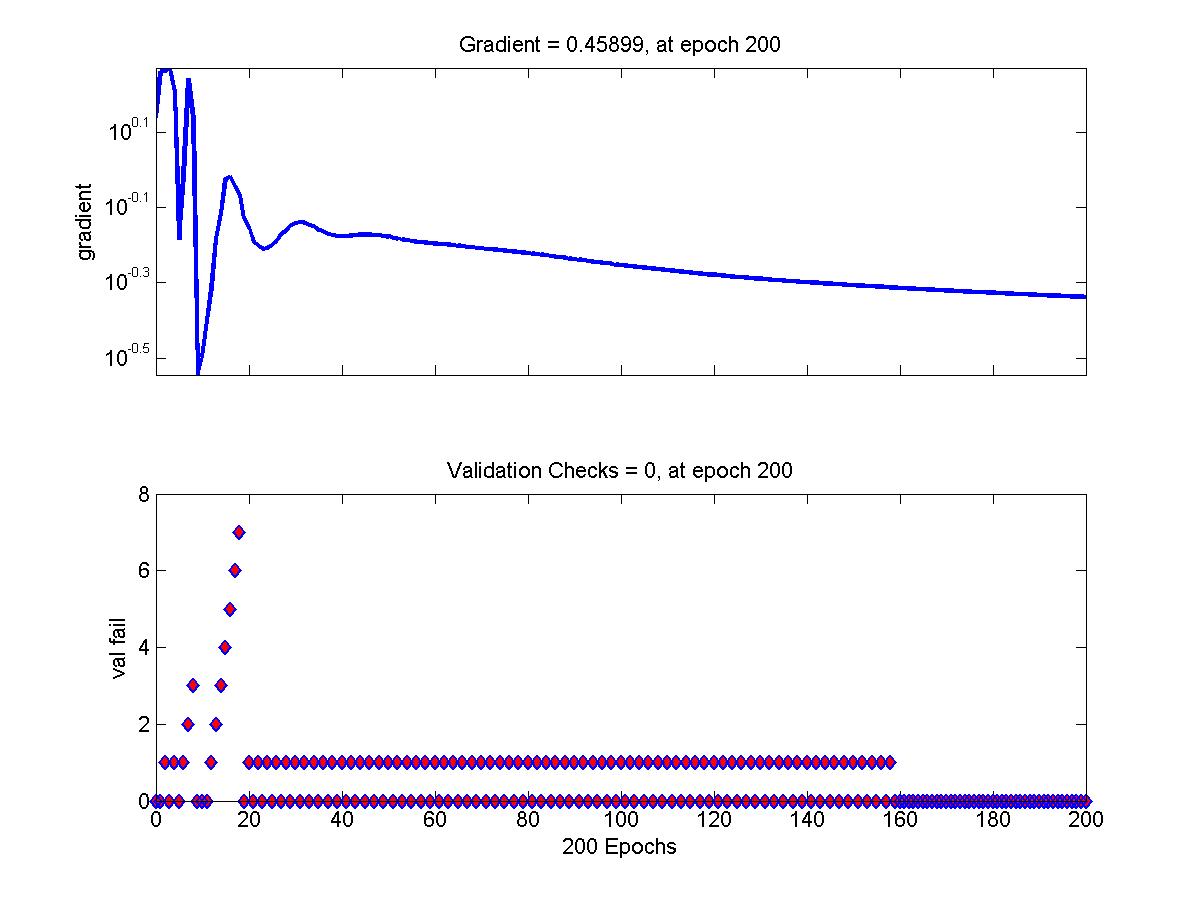 Gradient = 0.45899, at epoch 200
10^0.1
10^-0.1
10^-0.3
10^-0.5
gradient
Validation Checks = 0, at epoch 200
8
6
4
2
0
val fail
0 20 40 60 80 100 120 140 160 180 200
200 Epochs